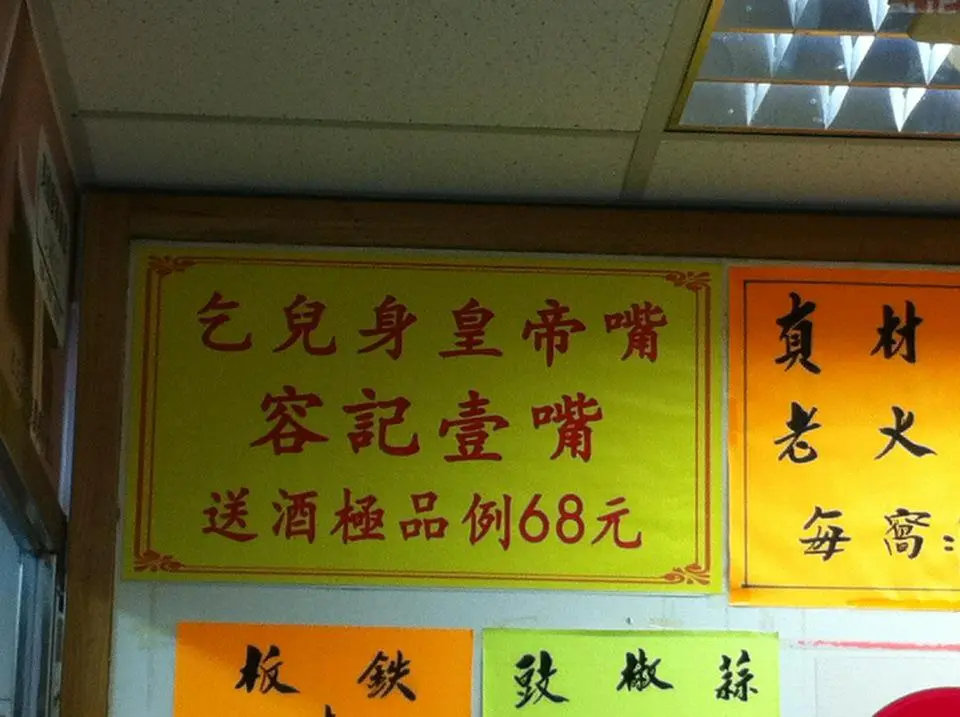 乞兒身皇帝嘴
容記壹嘴
送酒極品例68元
真材
老火
每窩:
板鉄
豉椒蒜